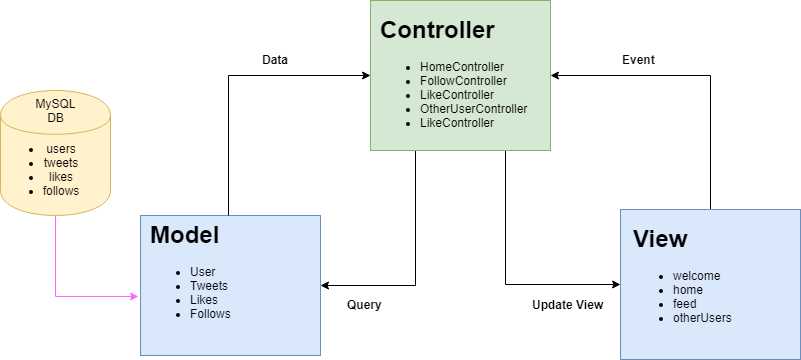 Controller
HomeController
FollowController
LikeController
OtherUserController
LikeController
Data
Event
MySQL
DB
users
tweets
likes
follows
Model
User
Tweets
Likes
Follows
Query
Update View
View
welcome
home
feed
otherUsers